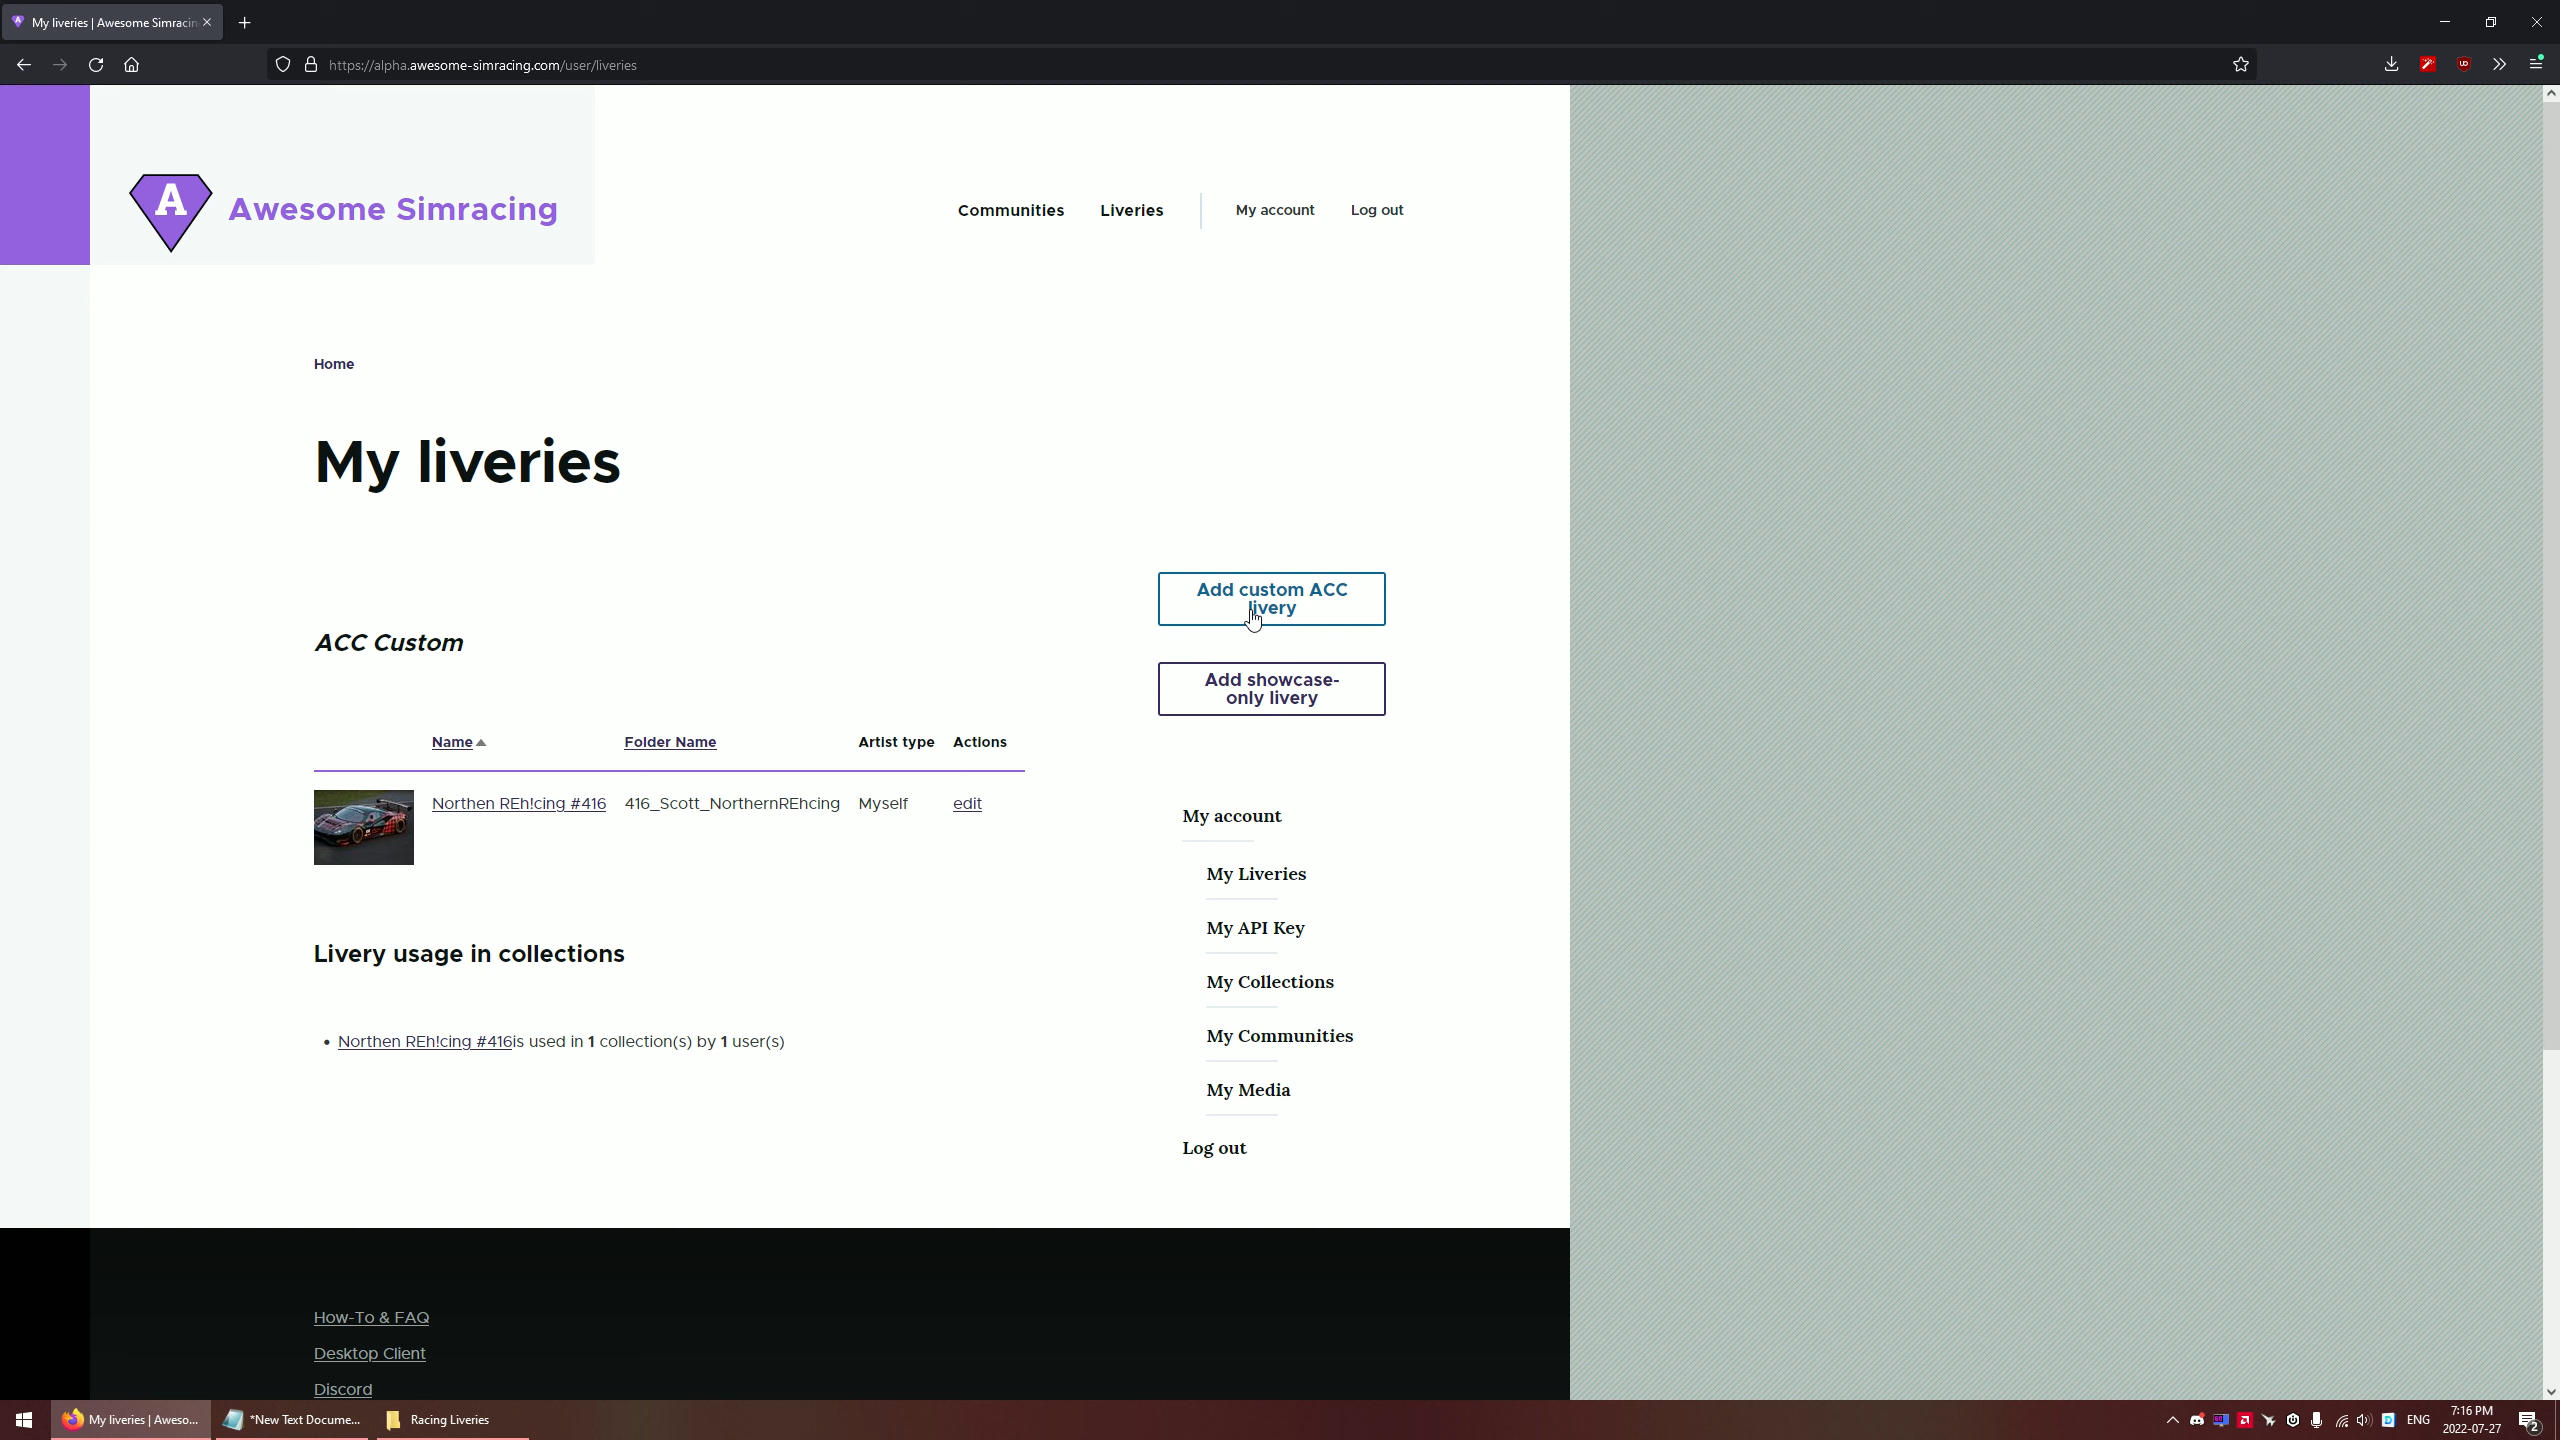 My liveries | Awesome Simracin
https://alpha.awesome-simracing.com/user/liveries
A
Awesome Simracing
Communities
Liveries
My account
Log out
Home
My liveries
Add custom ACC
livery
ACC Custom
Add showcase-
only livery
Name
Folder Name
Artist type
Actions
Northen REh!cing #416
416_Scott_NorthernREhcing
Myself
edit
My account
My Liveries
My API Key
My Collections
My Communities
My Media
Log out
Livery usage in collections
Northen REh!cing #416is used in 1 collection(s) by 1 user(s)
How-To & FAQ
Desktop Client
Discord
My liveries | Aweso...
*New Text Docume...
Racing Liveries
ENG
7:16 PM
2022-07-27
2